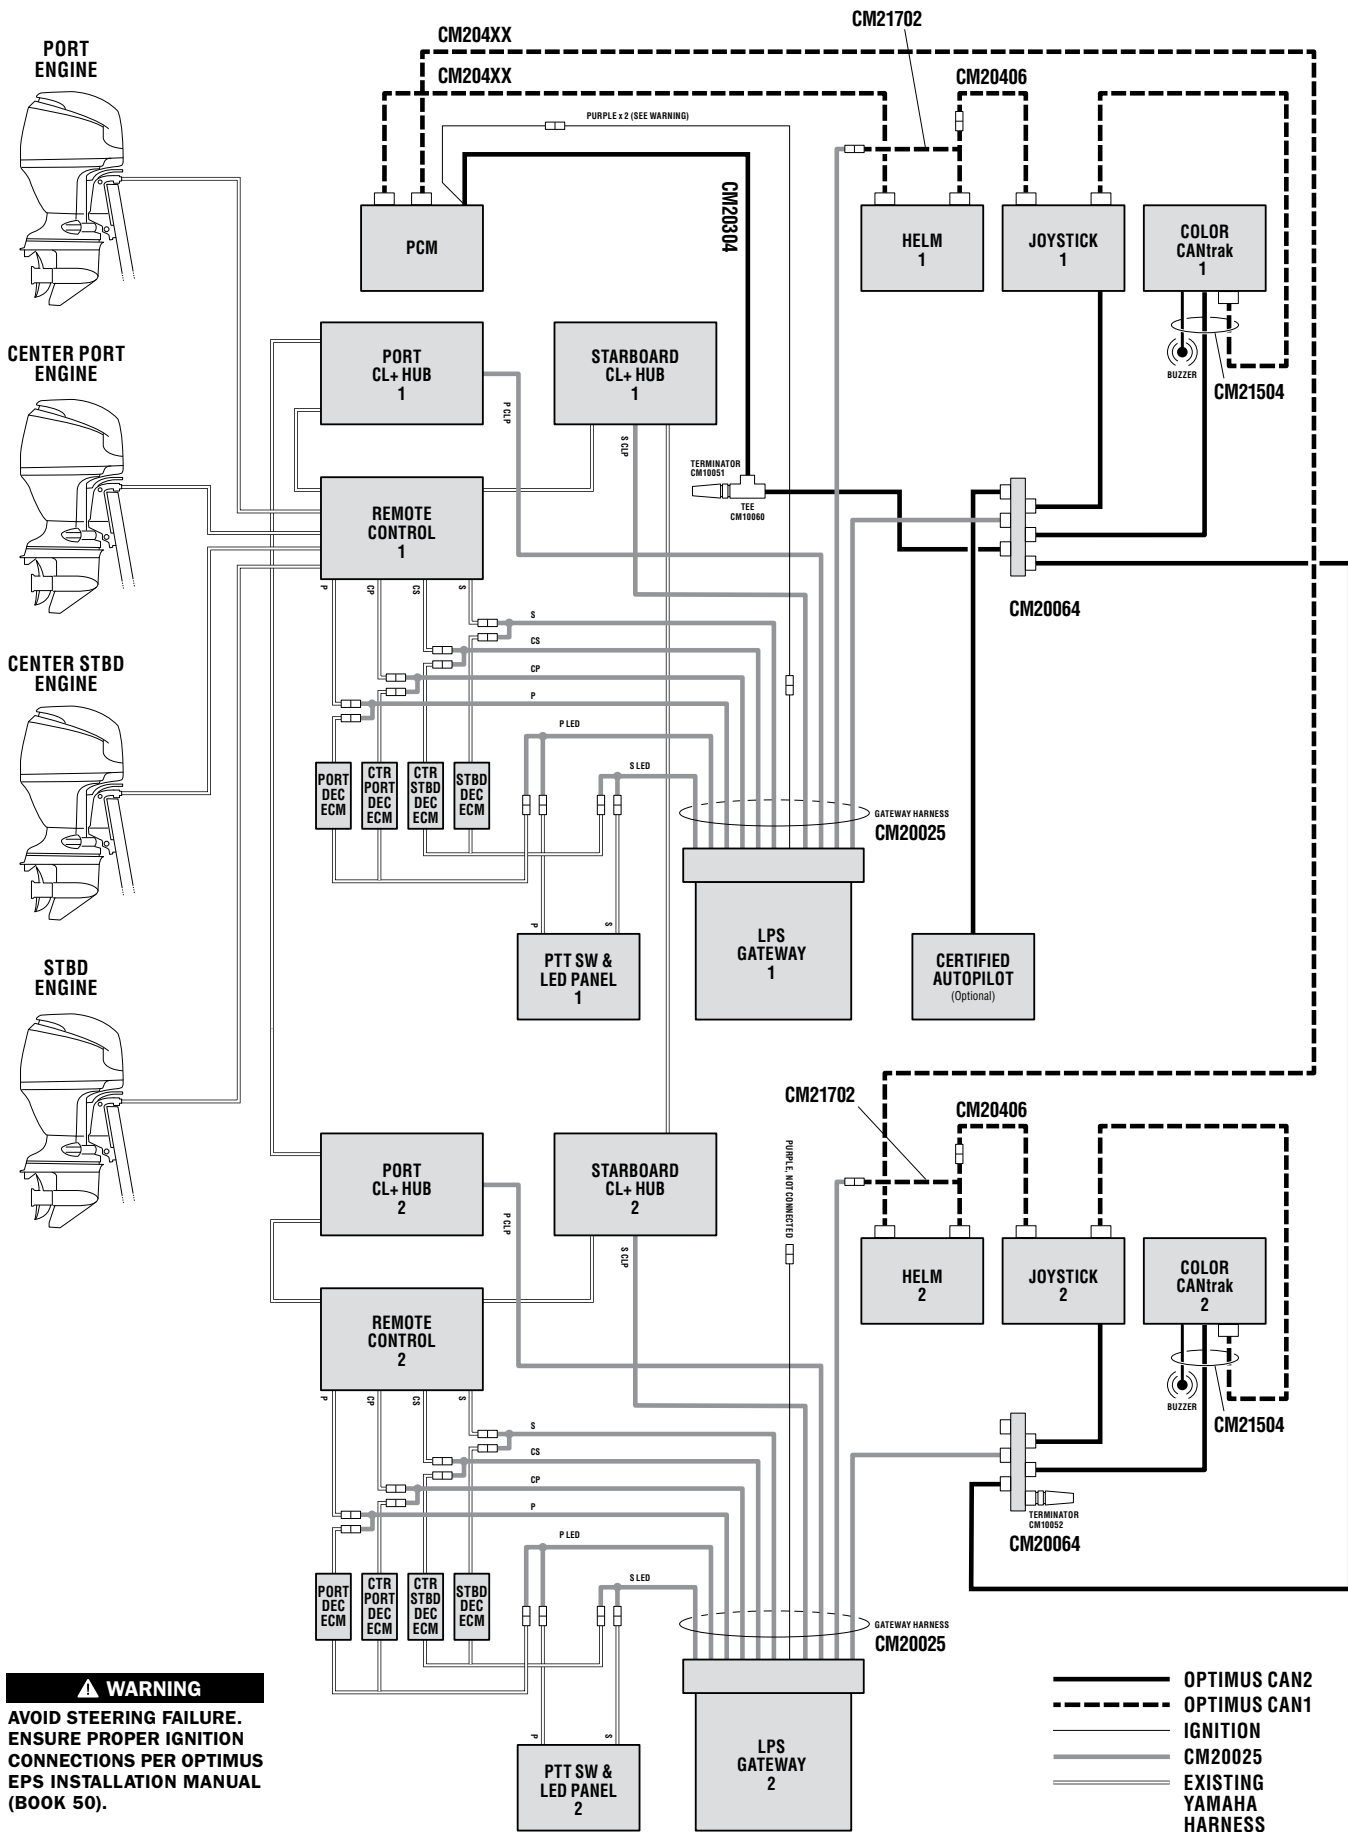 CM21702
CM204XX
PORT
ENGINE
CM204XX
CM20406
PURPLE x 2 (SEE WARNING)
CM20304
PCM
HELM
1
JOYSTICK
1
COLOR
CANtrak
1
BUZZER
CM21504
CENTER PORT
ENGINE
PORT
CL+ HUB
1
STARBOARD
CL+ HUB
1
P CLP
S CLP
TERMINATOR
CM10051
TEE
CM10060
REMOTE
CONTROL
1
CM20064
P
CP
CS
S
S
CS
CP
P
CENTER STBD
ENGINE
P LED
S LED
PORT
DEC
ECM
CTR
PORT
DEC
ECM
CTR
STBD
DEC
ECM
STBD
DEC
ECM
GATEWAY HARNESS
CM20025
P
S
PTT SW &
LED PANEL
1
LPS
GATEWAY
1
CERTIFIED
AUTOPILOT
(Optional)
STBD
ENGINE
CM21702
CM20406
PURPLE, NOT CONNECTED
PORT
CL+ HUB
2
STARBOARD
CL+ HUB
2
P CLP
S CLP
HELM
2
JOYSTICK
2
COLOR
CANtrak
2
BUZZER
CM21504
REMOTE
CONTROL
2
P
CP
CS
S
S
CS
CP
P
TERMINATOR
CM10052
CM20064
P LED
S LED
PORT
DEC
ECM
CTR
PORT
DEC
ECM
CTR
STBD
DEC
ECM
STBD
DEC
ECM
GATEWAY HARNESS
CM20025
P
S
PTT SW &
LED PANEL
2
LPS
GATEWAY
2
WARNING
AVOID STEERING FAILURE.
ENSURE PROPER IGNITION
CONNECTIONS PER OPTIMUS
EPS INSTALLATION MANUAL
(BOOK 50).
OPTIMUS CAN2
OPTIMUS CAN1
IGNITION
CM20025
EXISTING
YAMAHA
HARNESS